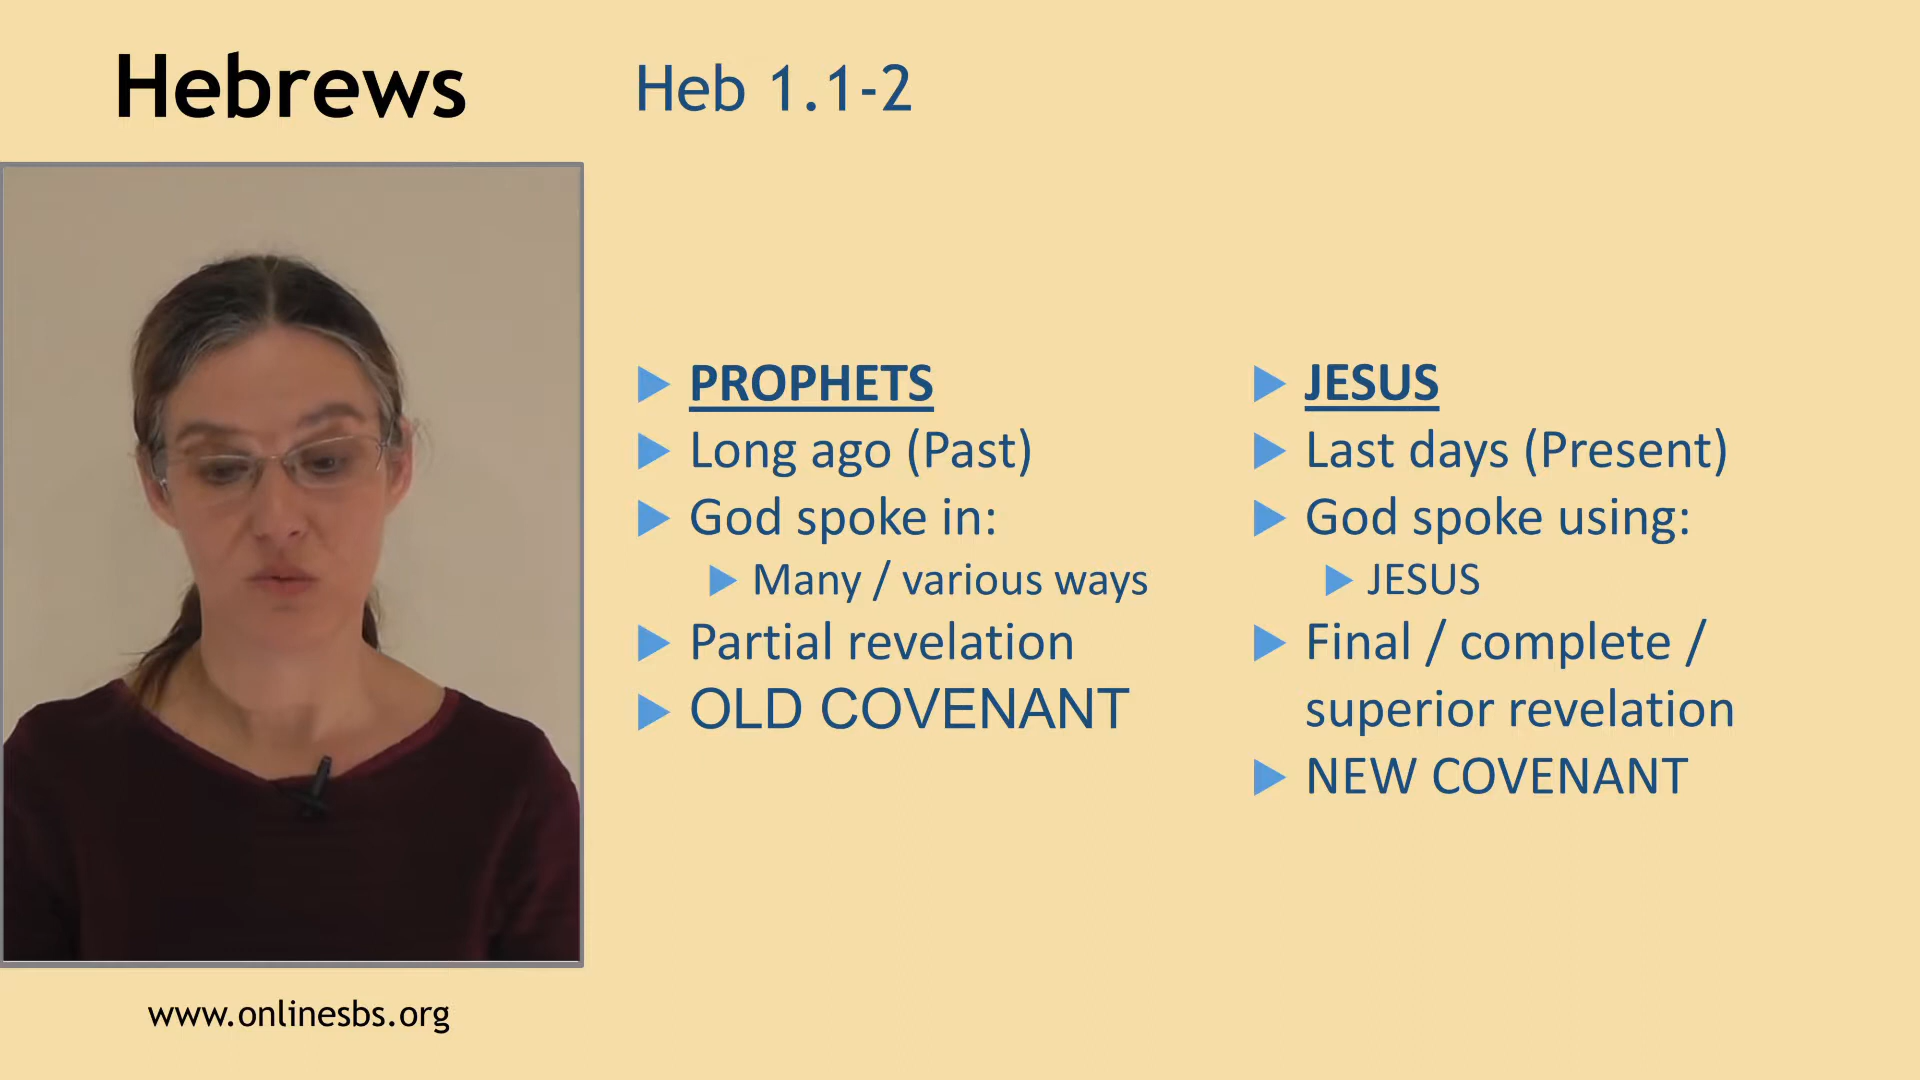 Hebrews
Heb 1.1-2
PROPHETS
Long ago (Past)
God spoke in:
Many / various ways
Partial revelation
OLD COVENANT
JESUS
Last days (Present)
God spoke using:
JESUS
Final / complete /
superior revelation
NEW COVENANT
www.onlinesbs.org